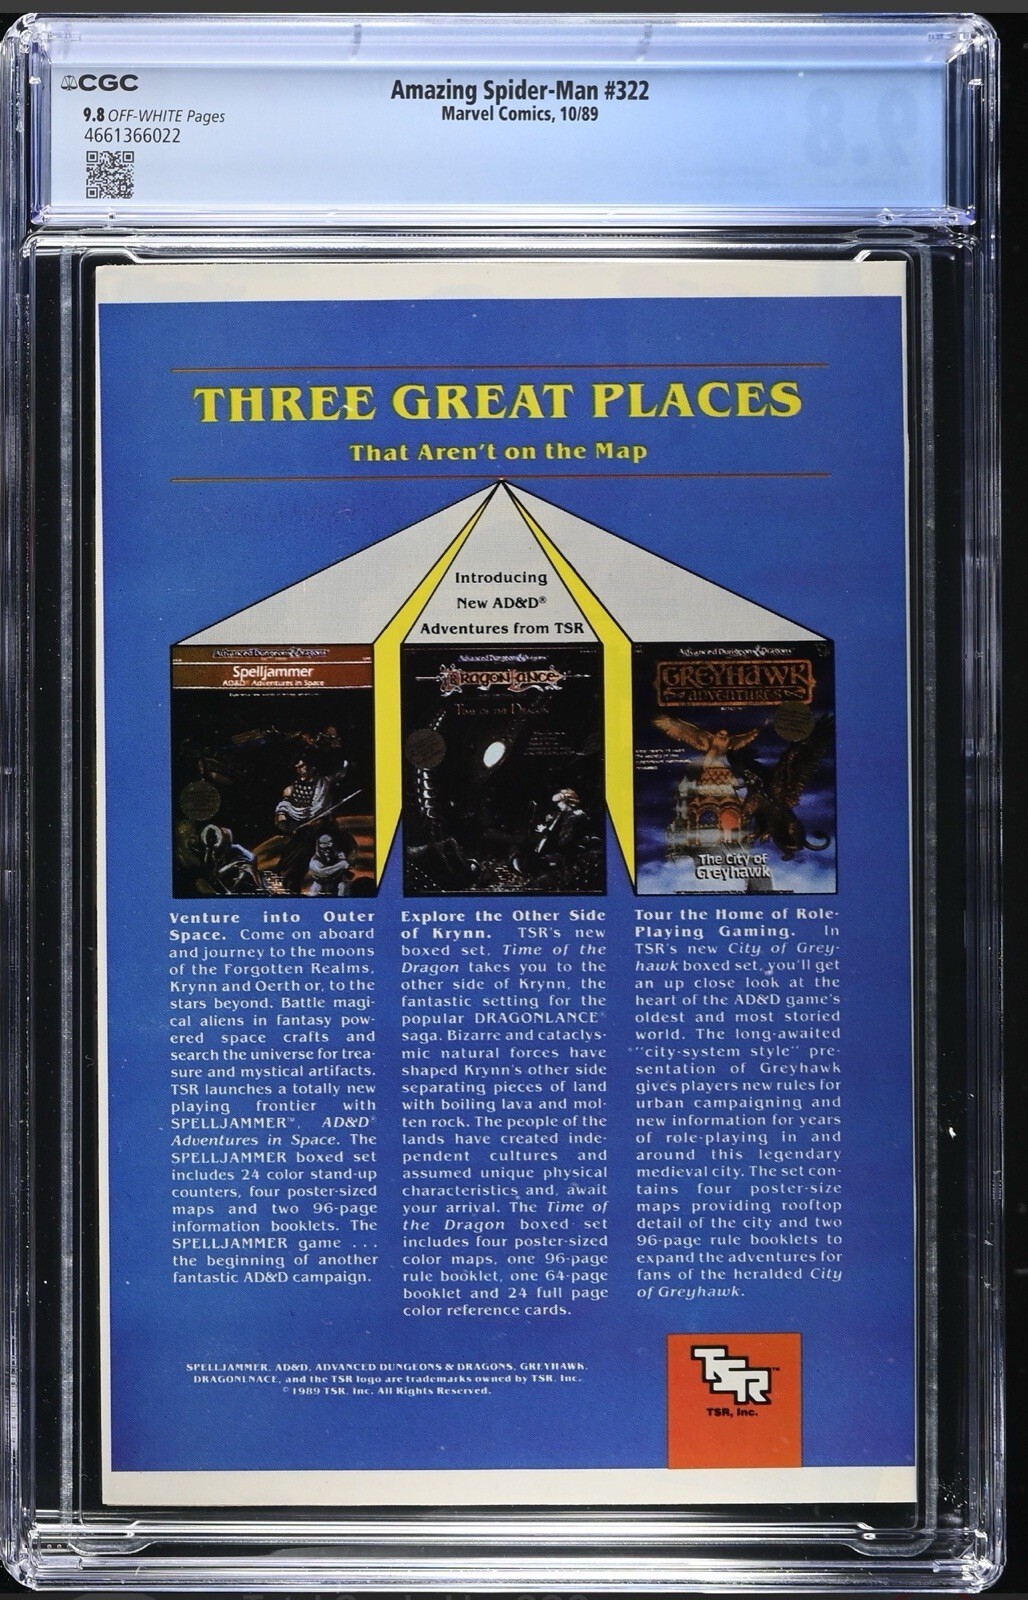 CGC
9.8 OFF-WHITE Pages
4661366022
Amazing Spider-Man #322
Marvel Comics, 10/89
THREE GREAT PLACES
That Aren't on the Map
Introducing
New AD&D®
Adventures from TSR
Advanced Dungeons & Dragons
Spelljammer
AD&D Adventures in Space
Advanced Dungeons & Dragons
DRAGONLANCE
TIME OF THE DRAGON
Advanced Dungeons & Dragons
GREYHAWK
ADVENTURES
The City of
Greyhawk
Venture into Outer
Space. Come on aboard
and journey to the moons
of the Forgotten Realms,
Krynn and Oerth or, to the
stars beyond. Battle magi-
cal aliens in fantasy pow-
ered space crafts and
search the universe for trea-
sure and mystical artifacts.
TSR launches a totally new
playing frontier with
SPELLJAMMER™, AD&D®
Adventures in Space. The
SPELLJAMMER boxed set
includes 24 color stand-up
counters, four poster-sized
maps and two 96-page
information booklets. The
SPELLJAMMER game . . .
the beginning of another
fantastic AD&D campaign.
Explore the Other Side
of Krynn. TSR's new
boxed set, Time of the
Dragon takes you to the
other side of Krynn, the
fantastic setting for the
popular DRAGONLANCE®
saga. Bizarre and cataclys-
mic natural forces have
shaped Krynn's other side
separating pieces of land
with boiling lava and mol-
ten rock. The people of the
lands have created inde-
pendent cultures and
assumed unique physical
characteristics and, await
your arrival. The Time of
the Dragon boxed set
includes four poster-sized
color maps, one 96-page
rule booklet, one 64-page
booklet and 24 full page
color reference cards.
Tour the Home of Role-
Playing Gaming. In
TSR's new City of Grey-
hawk boxed set, you'll get
an up close look at the
heart of the AD&D game's
oldest and most storied
world. The long-awaited
"city-system style" pre-
sentation of Greyhawk
gives players new rules for
urban campaigning and
new information for years
of role-playing in and
around this legendary
medieval city. The set con-
tains four poster-size
maps providing rooftop
detail of the city and two
96-page rule booklets to
expand the adventures for
fans of the heralded City
of Greyhawk.
SPELLJAMMER, AD&D, ADVANCED DUNGEONS & DRAGONS, GREYHAWK,
DRAGONLNACE, and the TSR logo are trademarks owned by TSR, Inc.
© 1989 TSR, Inc. All Rights Reserved.
TSR™
TSR, Inc.